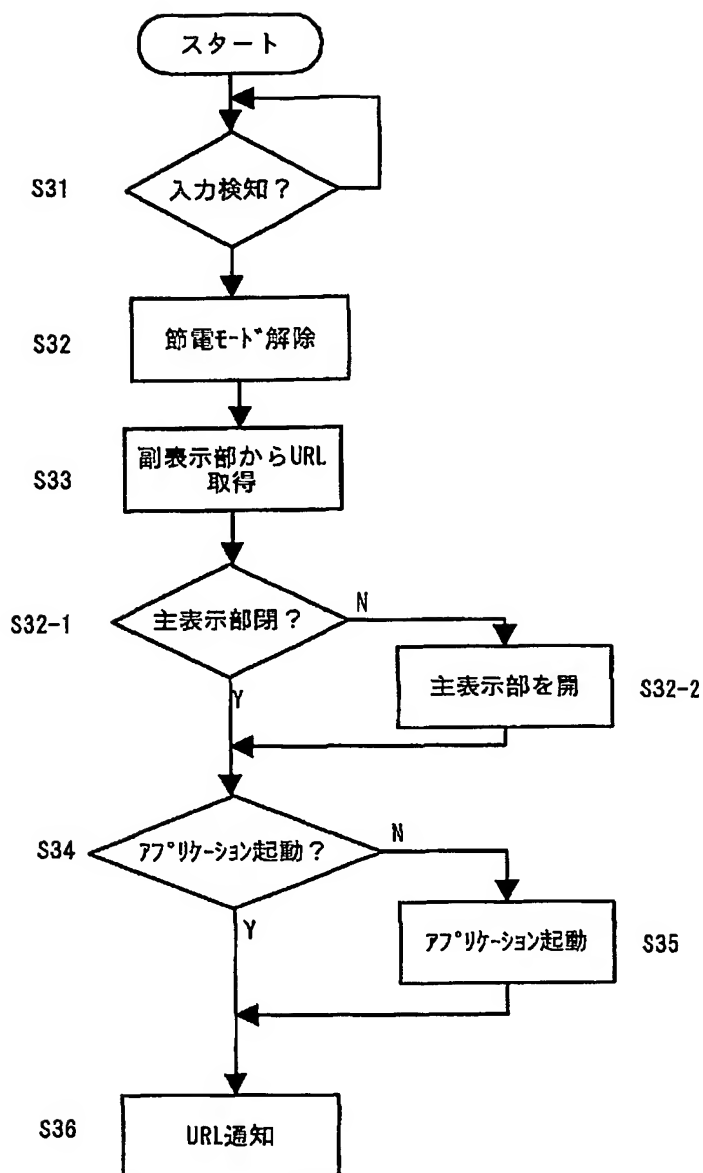 スタート
S31
入力検知？
S32
節電ﾓｰﾄﾞ解除
S33
副表示部からURL
取得
S32-1
主表示部閉？
N
Y
主表示部を開
S32-2
S34
ｱﾌﾟﾘｹｰｼｮﾝ起動？
N
Y
ｱﾌﾟﾘｹｰｼｮﾝ起動
S35
S36
URL通知